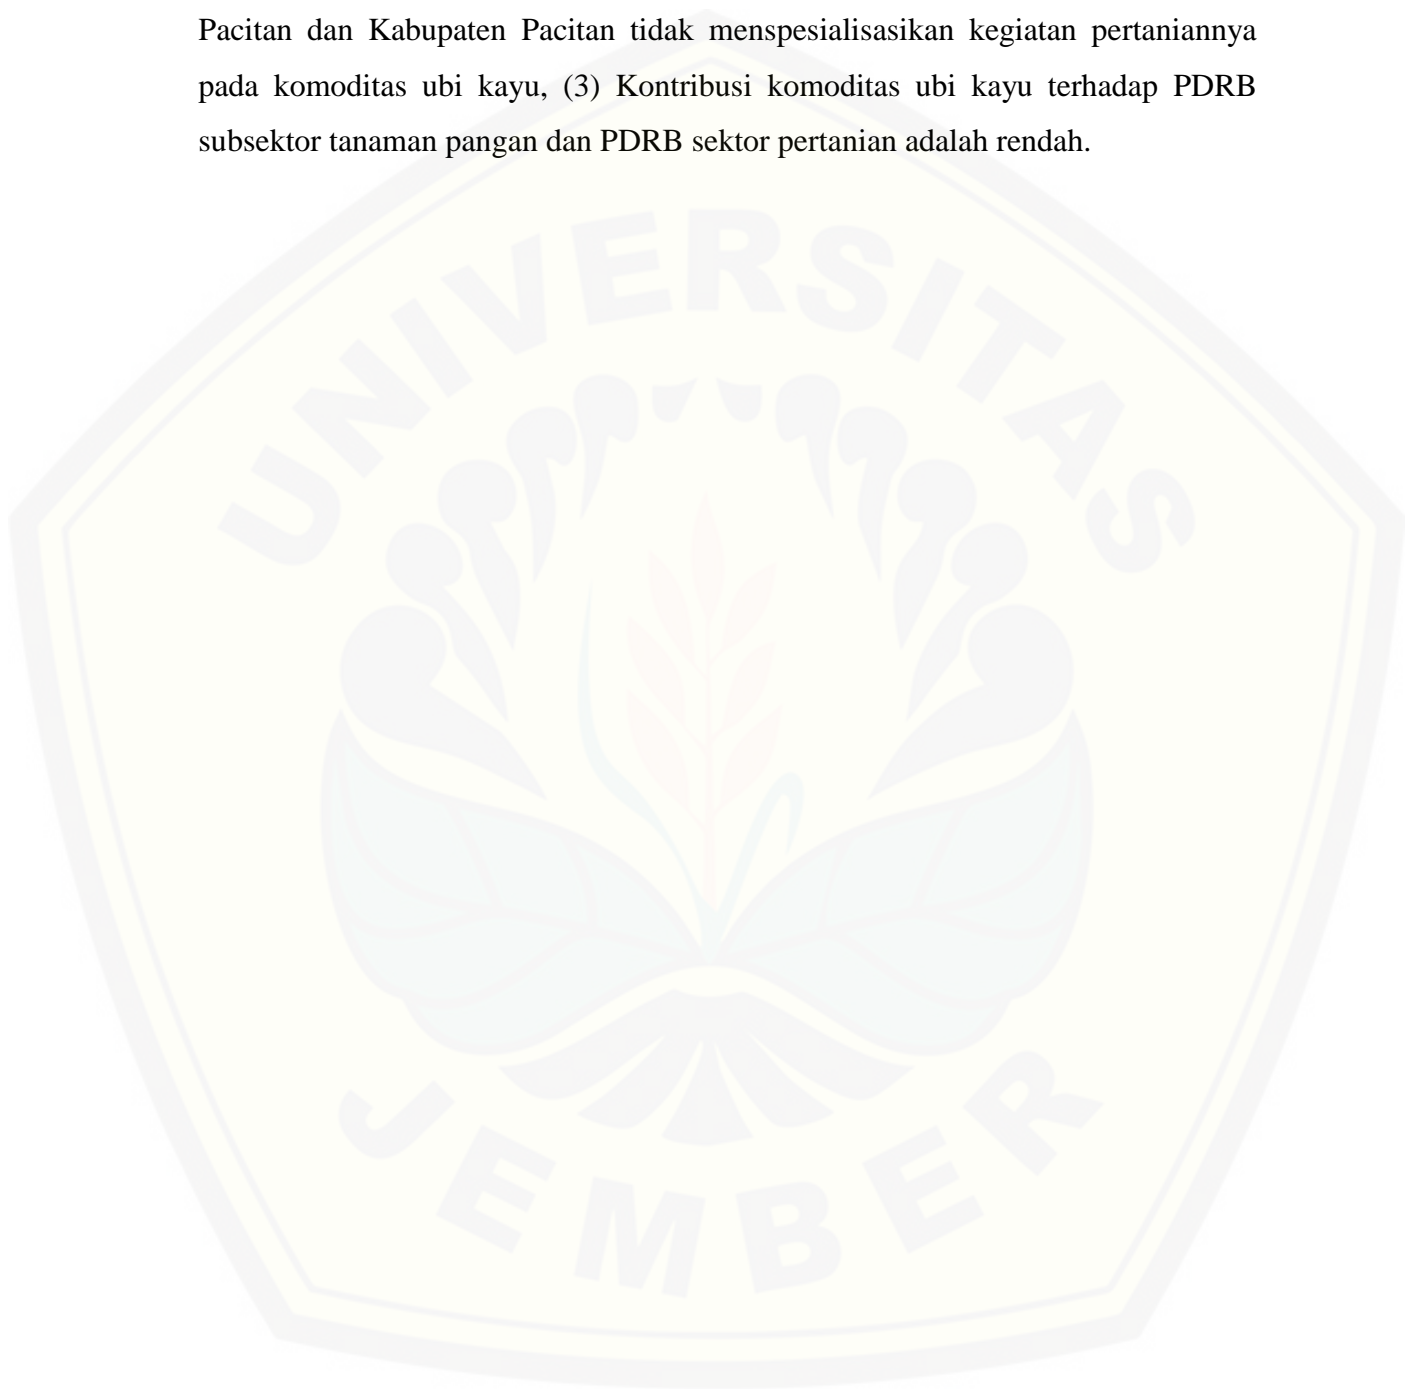 Pacitan dan Kabupaten Pacitan tidak menspesialisasikan kegiatan pertaniannya
pada komoditas ubi kayu, (3) Kontribusi komoditas ubi kayu terhadap PDRB
subsektor tanaman pangan dan PDRB sektor pertanian adalah rendah.
UNIVERSITAS
JEMBER